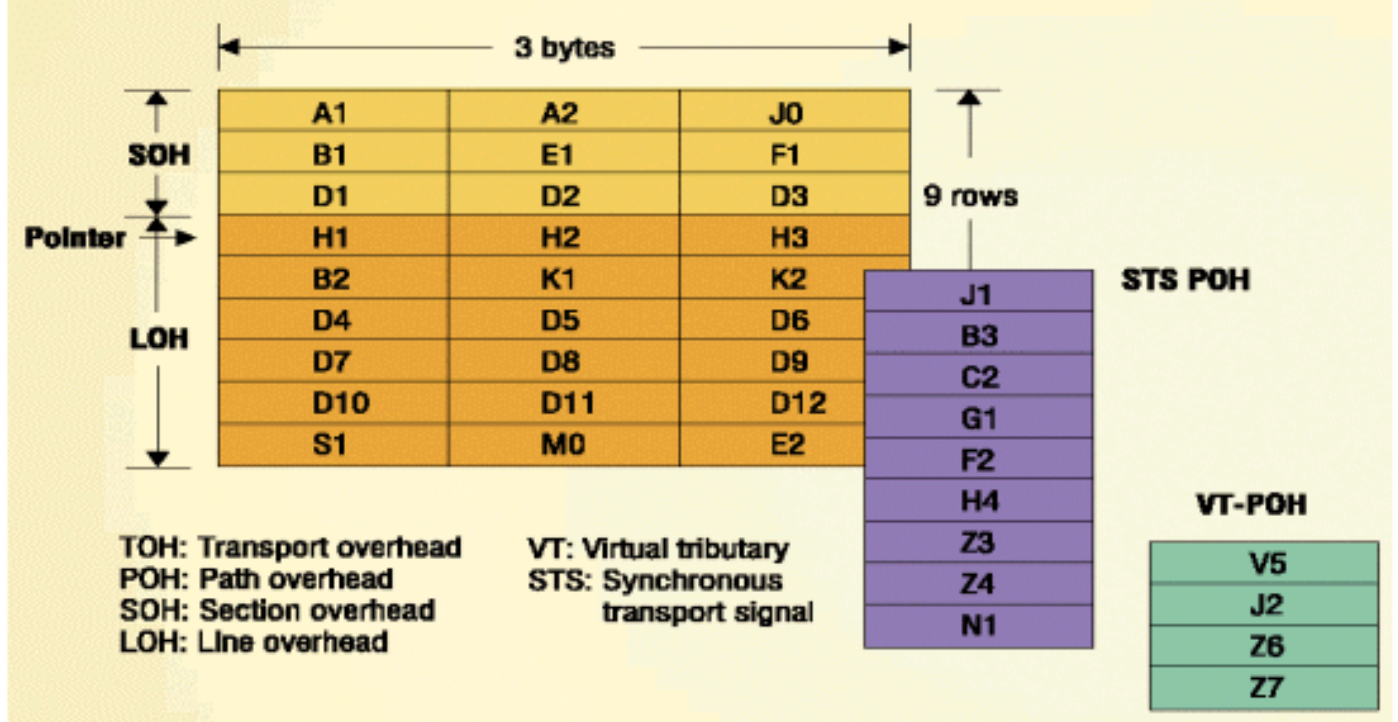 3 bytes
A1 A2 J0
SOH B1 E1 F1
D1 D2 D3 9 rows
Pointer H1 H2 H3
B2 K1 K2
LOH D4 D5 D6
D7 D8 D9
D10 D11 D12
S1 M0 E2
STS POH
J1
B3
C2
G1
F2
H4
Z3
Z4
N1
VT-POH
V5
J2
Z6
Z7
TOH: Transport overhead
POH: Path overhead
SOH: Section overhead
LOH: Line overhead
VT: Virtual tributary
STS: Synchronous
transport signal